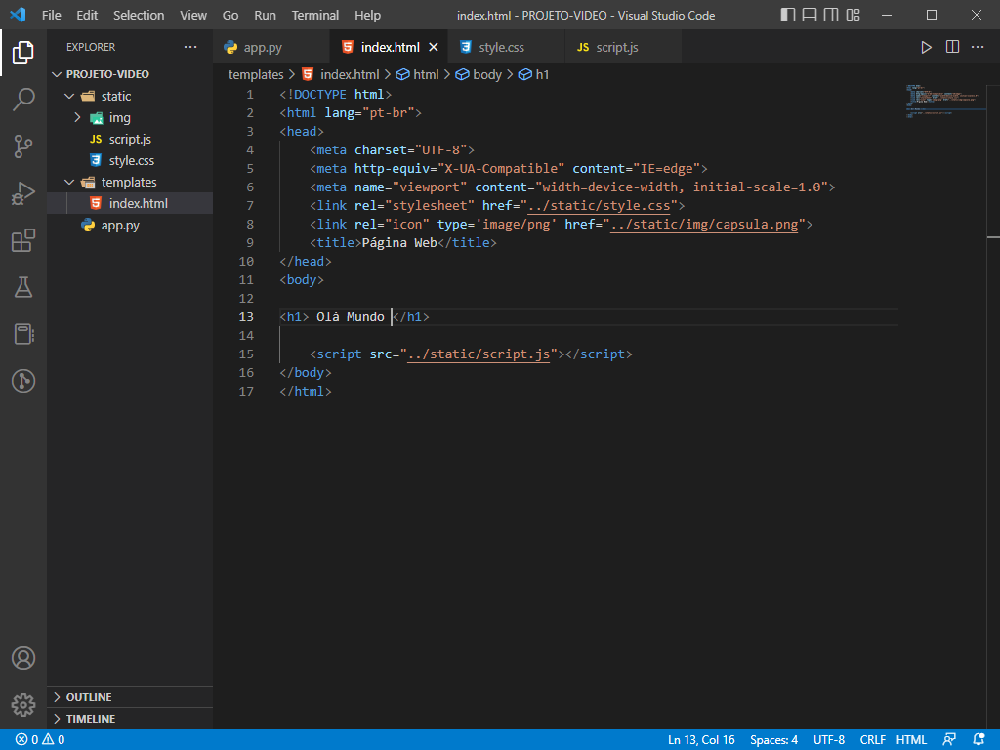 File Edit Selection View Go Run Terminal Help index.html - PROJETO-VIDEO - Visual Studio Code
EXPLORER
app.py index.html style.css JS script.js
PROJETO-VIDEO
static
img
JS script.js
style.css
templates
index.html
app.py
OUTLINE
TIMELINE
templates > index.html > html > body > h1
1 <!DOCTYPE html>
2 <html lang="pt-br">
3 <head>
4 <meta charset="UTF-8">
5 <meta http-equiv="X-UA-Compatible" content="IE=edge">
6 <meta name="viewport" content="width=device-width, initial-scale=1.0">
7 <link rel="stylesheet" href="../static/style.css">
8 <link rel="icon" type='image/png' href="../static/img/capsula.png">
9 <title>Página Web</title>
10 </head>
11 <body>
12
13 <h1> Olá Mundo </h1>
14
15 <script src="../static/script.js"></script>
16 </body>
17 </html>
0 0 Ln 13, Col 16 Spaces: 4 UTF-8 CRLF HTML